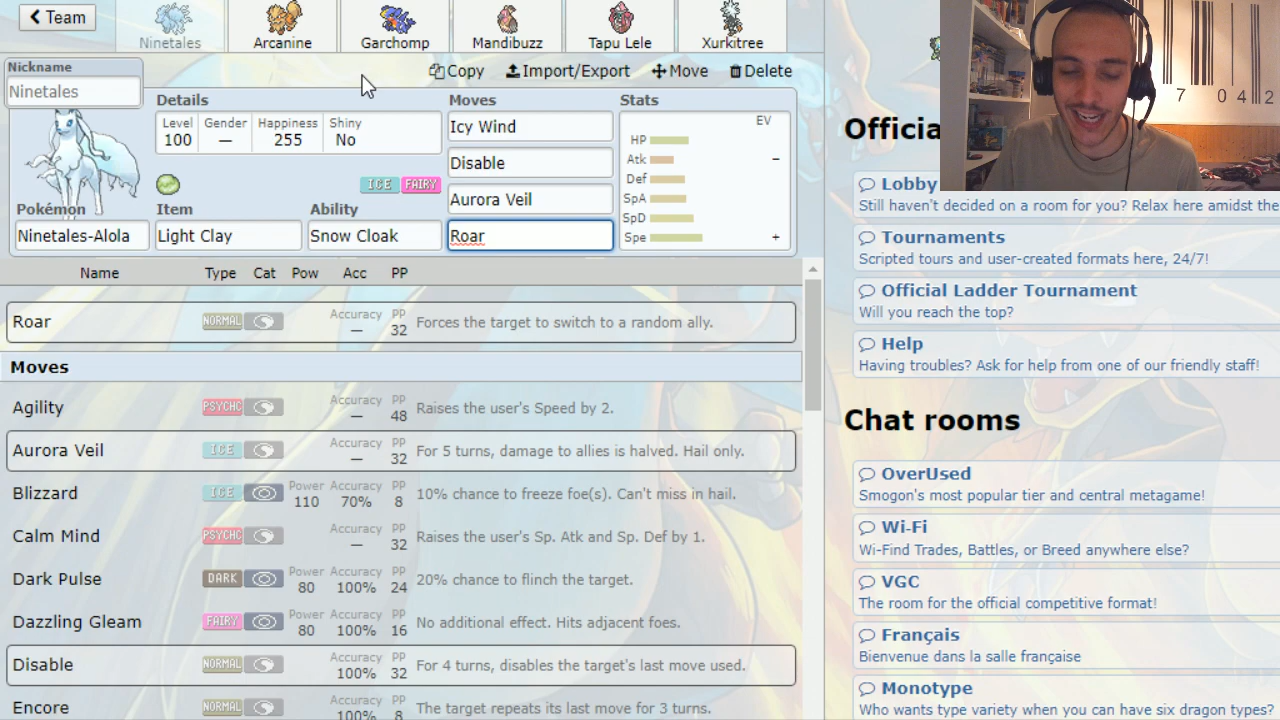 Team
Ninetales
Arcanine
Garchomp
Mandibuzz
Tapu Lele
Xurkitree
Copy
Import/Export
Move
Delete
Nickname
Ninetales
Details
Level
100
Gender
—
Happiness
255
Shiny
No
ICE FAIRY
Pokémon
Ninetales-Alola
Item
Light Clay
Ability
Snow Cloak
Moves
Icy Wind
Disable
Aurora Veil
Roar
Stats
EV
HP
Atk −
Def
SpA
SpD
Spe +
Name Type Cat Pow Acc PP
Roar NORMAL Accuracy — PP 32 Forces the target to switch to a random ally.
Moves
Agility PSYCHC Accuracy — PP 48 Raises the user's Speed by 2.
Aurora Veil ICE Accuracy — PP 32 For 5 turns, damage to allies is halved. Hail only.
Blizzard ICE Power 110 Accuracy 70% PP 8 10% chance to freeze foe(s). Can't miss in hail.
Calm Mind PSYCHC Accuracy — PP 32 Raises the user's Sp. Atk and Sp. Def by 1.
Dark Pulse DARK Power 80 Accuracy 100% PP 24 20% chance to flinch the target.
Dazzling Gleam FAIRY Power 80 Accuracy 100% PP 16 No additional effect. Hits adjacent foes.
Disable NORMAL Accuracy 100% PP 32 For 4 turns, disables the target's last move used.
Encore NORMAL Accuracy 100% PP 8 The target repeats its last move for 3 turns.
7 042
Officia
Lobby
Still haven't decided on a room for you? Relax here amidst the
Tournaments
Scripted tours and user-created formats here, 24/7!
Official Ladder Tournament
Will you reach the top?
Help
Having troubles? Ask for help from one of our friendly staff!
Chat rooms
OverUsed
Smogon's most popular tier and central metagame!
Wi-Fi
Wi-Find Trades, Battles, or Breed anywhere else?
VGC
The room for the official competitive format!
Français
Bienvenue dans la salle française
Monotype
Who wants type variety when you can have six dragon types?